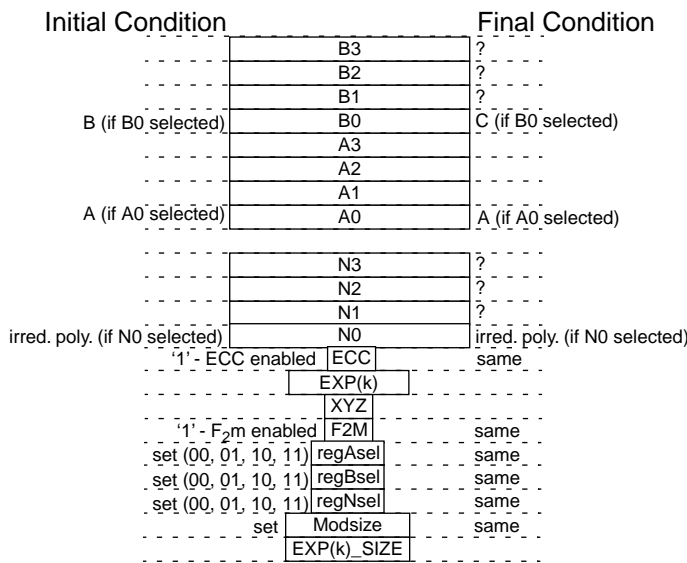 Initial Condition Final Condition
B3 ?
B2 ?
B1 ?
B (if B0 selected) B0 C (if B0 selected)
A3
A2
A1
A (if A0 selected) A0 A (if A0 selected)
N3 ?
N2 ?
N1 ?
irred. poly. (if N0 selected) N0 irred. poly. (if N0 selected)
‘1’ - ECC enabled ECC same
EXP(k)
XYZ
‘1’ - F2m enabled F2M same
set (00, 01, 10, 11) regAsel same
set (00, 01, 10, 11) regBsel same
set (00, 01, 10, 11) regNsel same
set Modsize same
EXP(k)_SIZE